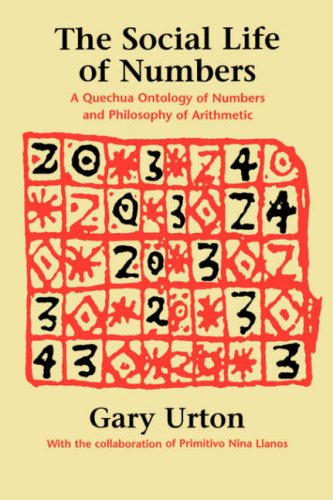 The Social Life
of Numbers
A Quechua Ontology of Numbers
and Philosophy of Arithmetic
20 3 4
0 3 24
20 3
3 2 3
43 3
Gary Urton
With the collaboration of Primitivo Nina Llanos